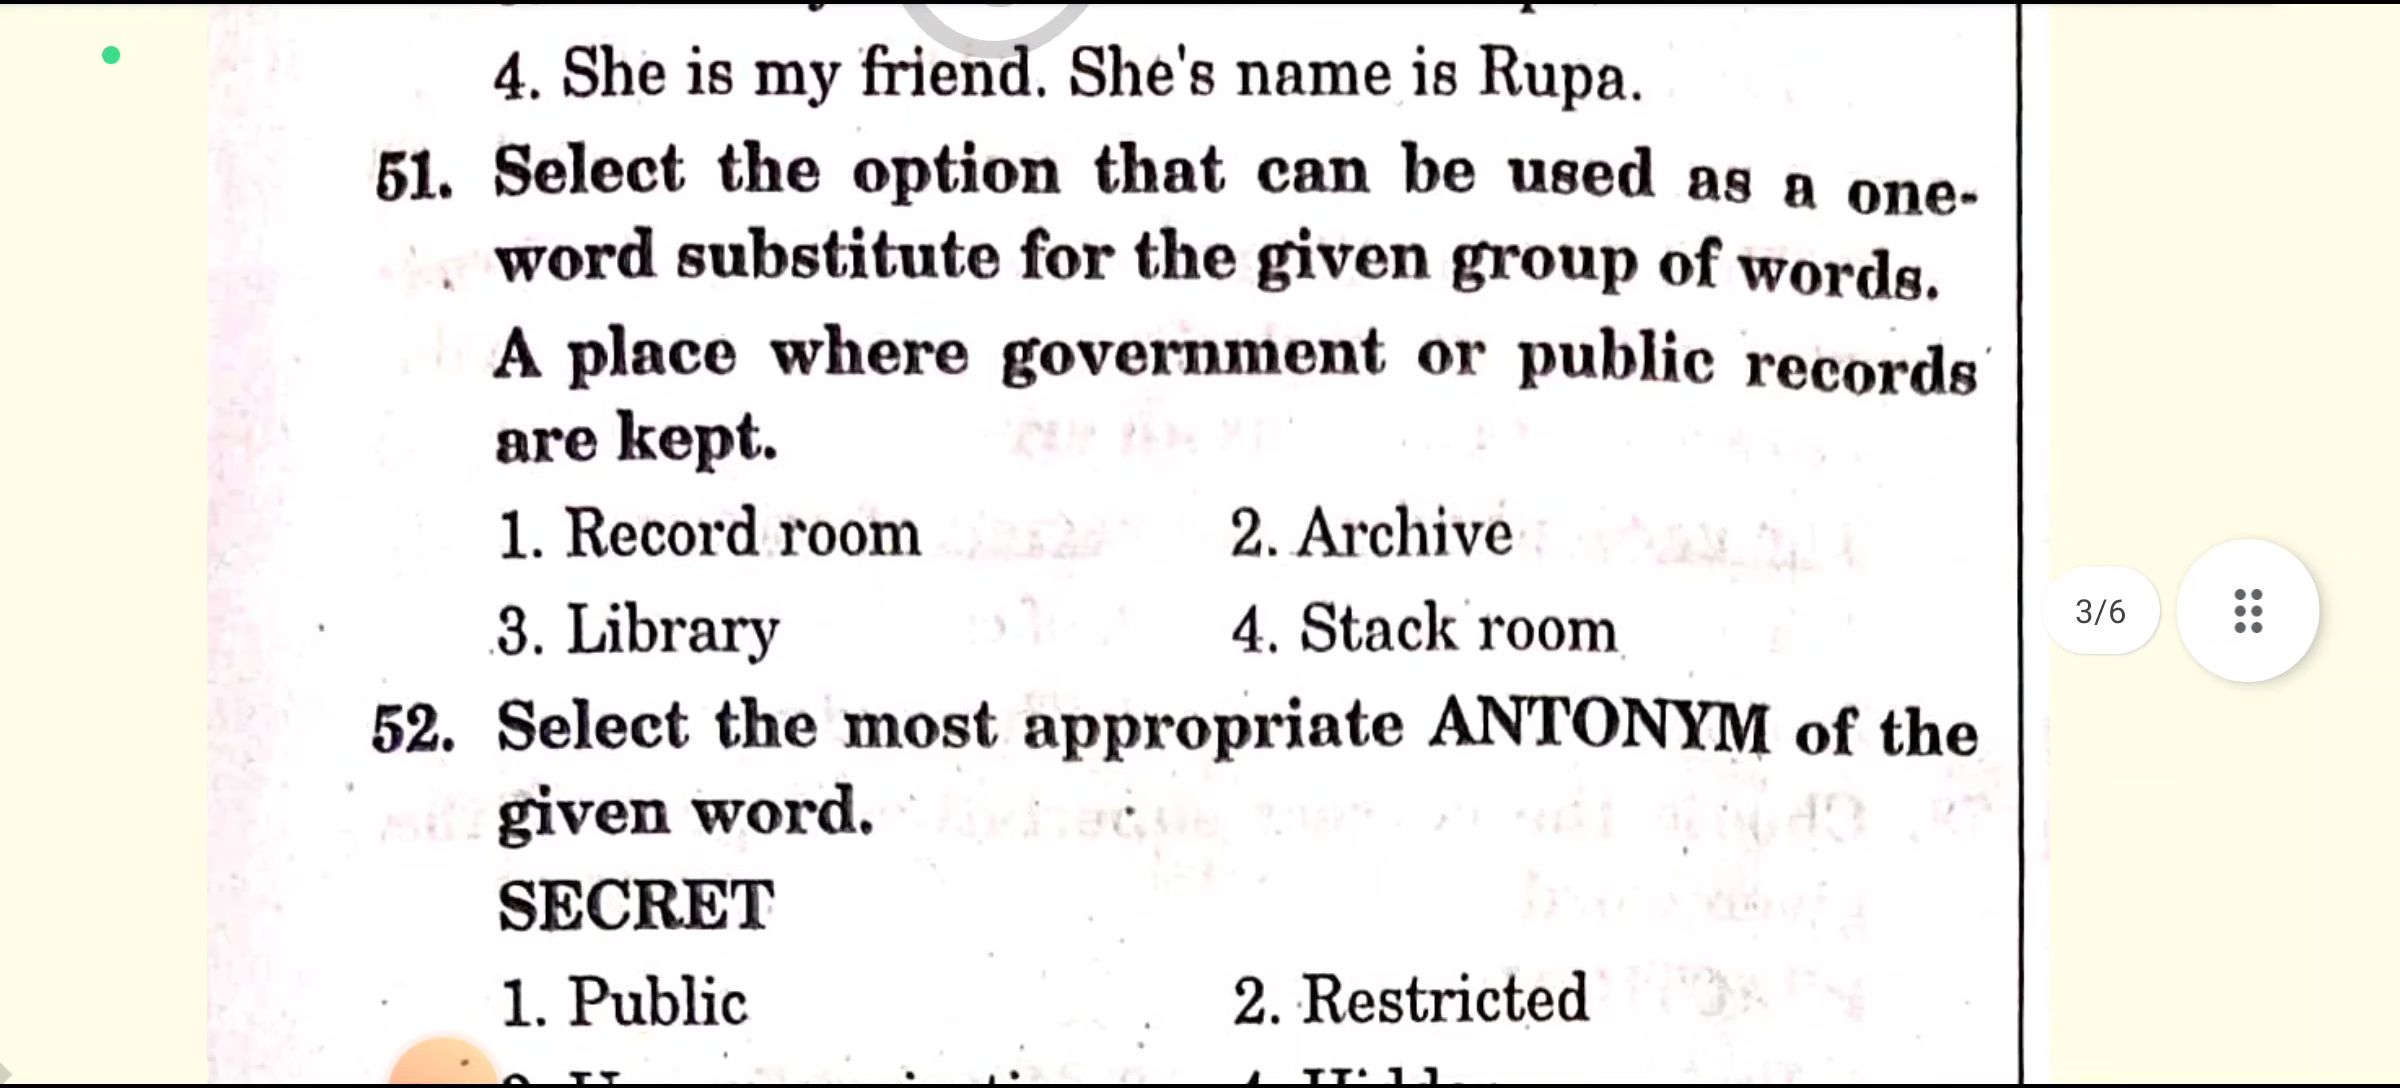 4. She is my friend. She's name is Rupa.
51. Select the option that can be used as a one-
word substitute for the given group of words.
A place where government or public records
are kept.
1. Record room 2. Archive
3. Library 4. Stack room
3/6
52. Select the most appropriate ANTONYM of the
given word.
SECRET
1. Public 2. Restricted